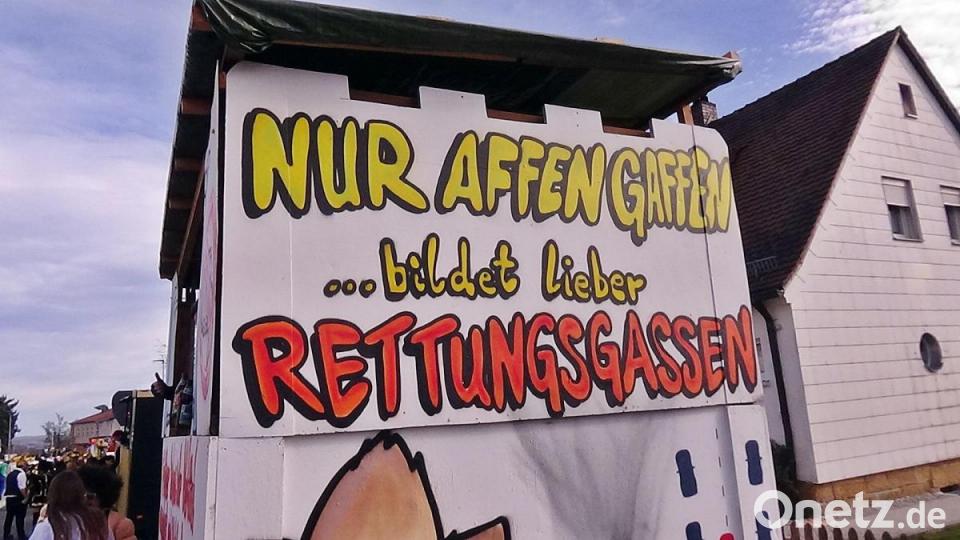 NUR AFFEN GAFFEN
...bildet lieber
RETTUNGSGASSEN
Onetz.de